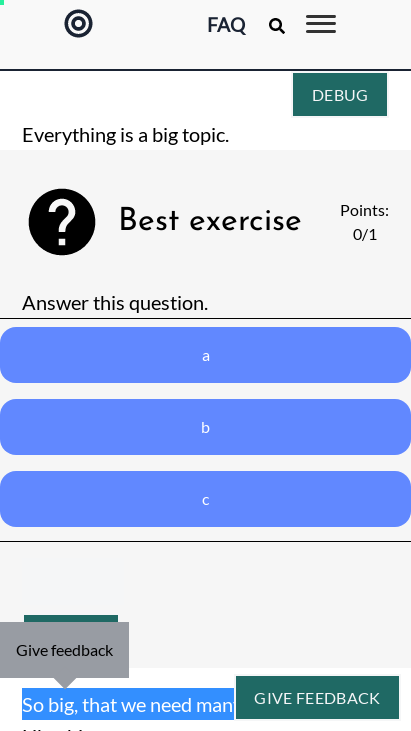 FAQ
DEBUG
Everything is a big topic.
Best exercise
Points:
0/1
Answer this question.
a
b
c
Give feedback
So big, that we need man
GIVE FEEDBACK